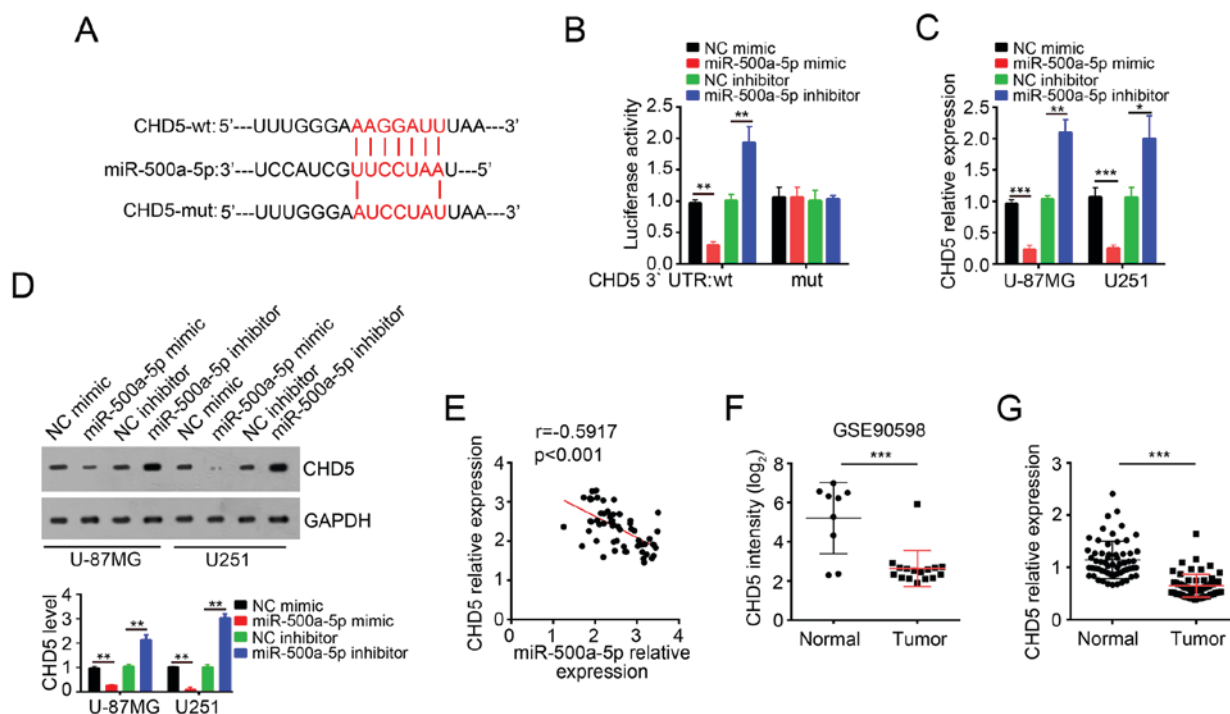 A
CHD5-wt: 5’---UUUGGGAAAGGAUUUAA---3’
miR-500a-5p:3’---UCCAUCGUUCCUAAU---5’
CHD5-mut: 5’---UUUGGGAAUCCUAUUAA---3’
B
NC mimic
miR-500a-5p mimic
NC inhibitor
miR-500a-5p inhibitor
Luciferase activity
2.5
2.0
1.5
1.0
0.5
0.0
**
**
CHD5 3` UTR:wt mut
C
NC mimic
miR-500a-5p mimic
NC inhibitor
miR-500a-5p inhibitor
CHD5 relative expression
2.5
2.0
1.5
1.0
0.5
0.0
***
**
***
*
U-87MG U251
D
NC mimic
miR-500a-5p mimic
NC inhibitor
miR-500a-5p inhibitor
NC mimic
miR-500a-5p mimic
NC inhibitor
miR-500a-5p inhibitor
CHD5
GAPDH
U-87MG U251
CHD5 level
4
3
2
1
0
**
**
**
**
U-87MG U251
NC mimic
miR-500a-5p mimic
NC inhibitor
miR-500a-5p inhibitor
E
r=-0.5917
p<0.001
CHD5 relative expression
5
4
3
2
1
0
0 1 2 3 4
miR-500a-5p relative
expression
F
GSE90598
***
CHD5 intensity (log2)
8
6
4
2
0
Normal Tumor
G
***
CHD5 relative expression
3
2
1
0
Normal Tumor